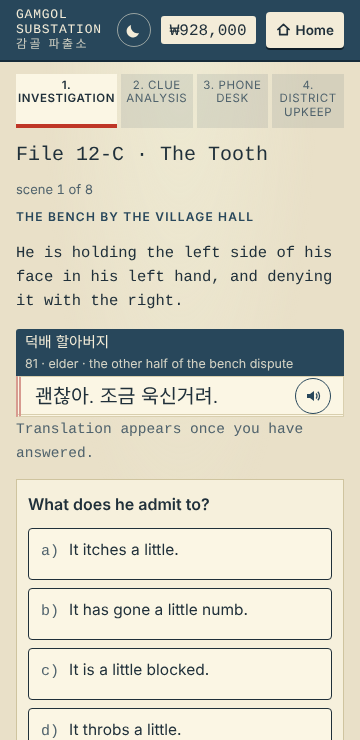 GAMGOL
SUBSTATION
감골 파출소
₩928,000
Home
1.
INVESTIGATION
2. CLUE
ANALYSIS
3. PHONE
DESK
4.
DISTRICT
UPKEEP
File 12-C · The Tooth
scene 1 of 8
THE BENCH BY THE VILLAGE HALL
He is holding the left side of his
face in his left hand, and denying
it with the right.
덕배 할아버지
81 · elder · the other half of the bench dispute
괜찮아. 조금 욱신거려.
Translation appears once you have
answered.
What does he admit to?
a) It itches a little.
b) It has gone a little numb.
c) It is a little blocked.
d) It throbs a little.